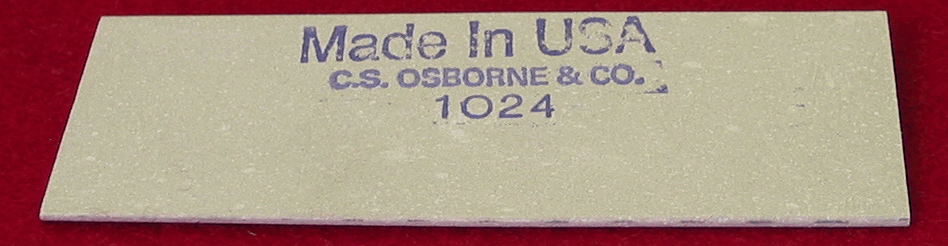 Made In USA
C.S. OSBORNE & CO.
1024